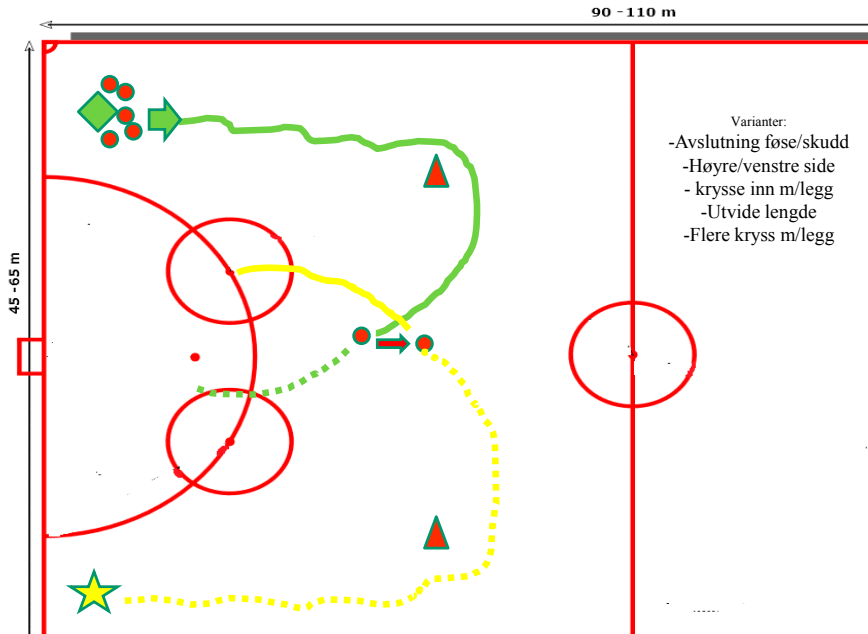 90 -110 m
45 -65 m
Varianter:
-Avslutning føse/skudd
-Høyre/venstre side
- krysse inn m/legg
-Utvide lengde
-Flere kryss m/legg